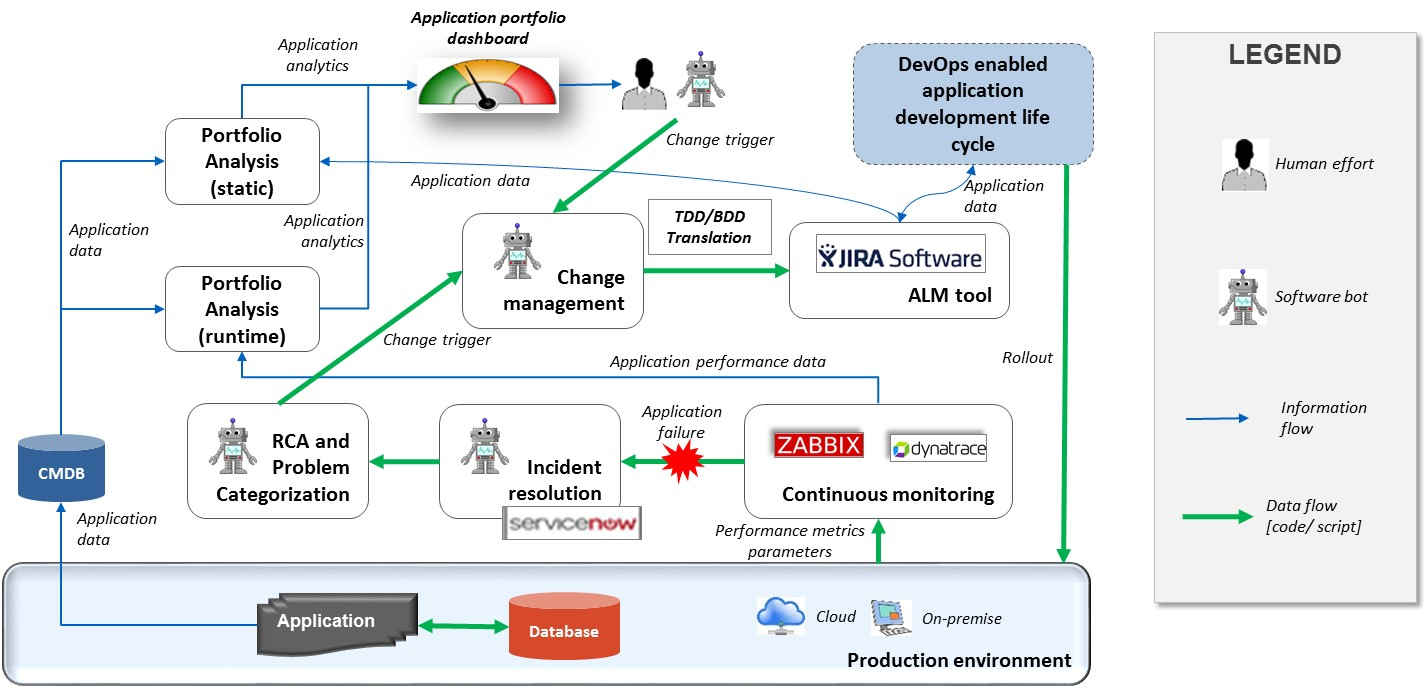 Application portfolio
dashboard
Application
analytics
DevOps enabled
application
development life
cycle
LEGEND
Portfolio
Analysis
(static)
Change trigger
Human effort
Application data
Application
data
Application
analytics
TDD/BDD
Translation
Application
data
JIRA Software
ALM tool
Change
management
Portfolio
Analysis
(runtime)
Software bot
Change trigger
Application performance data
Rollout
Information
flow
Application
failure
RCA and
Problem
Categorization
Incident
resolution
servicenow
ZABBIX
dynatrace
Continuous monitoring
CMDB
Application
data
Performance metrics
parameters
Data flow
[code/ script]
Application
Database
Cloud
On-premise
Production environment